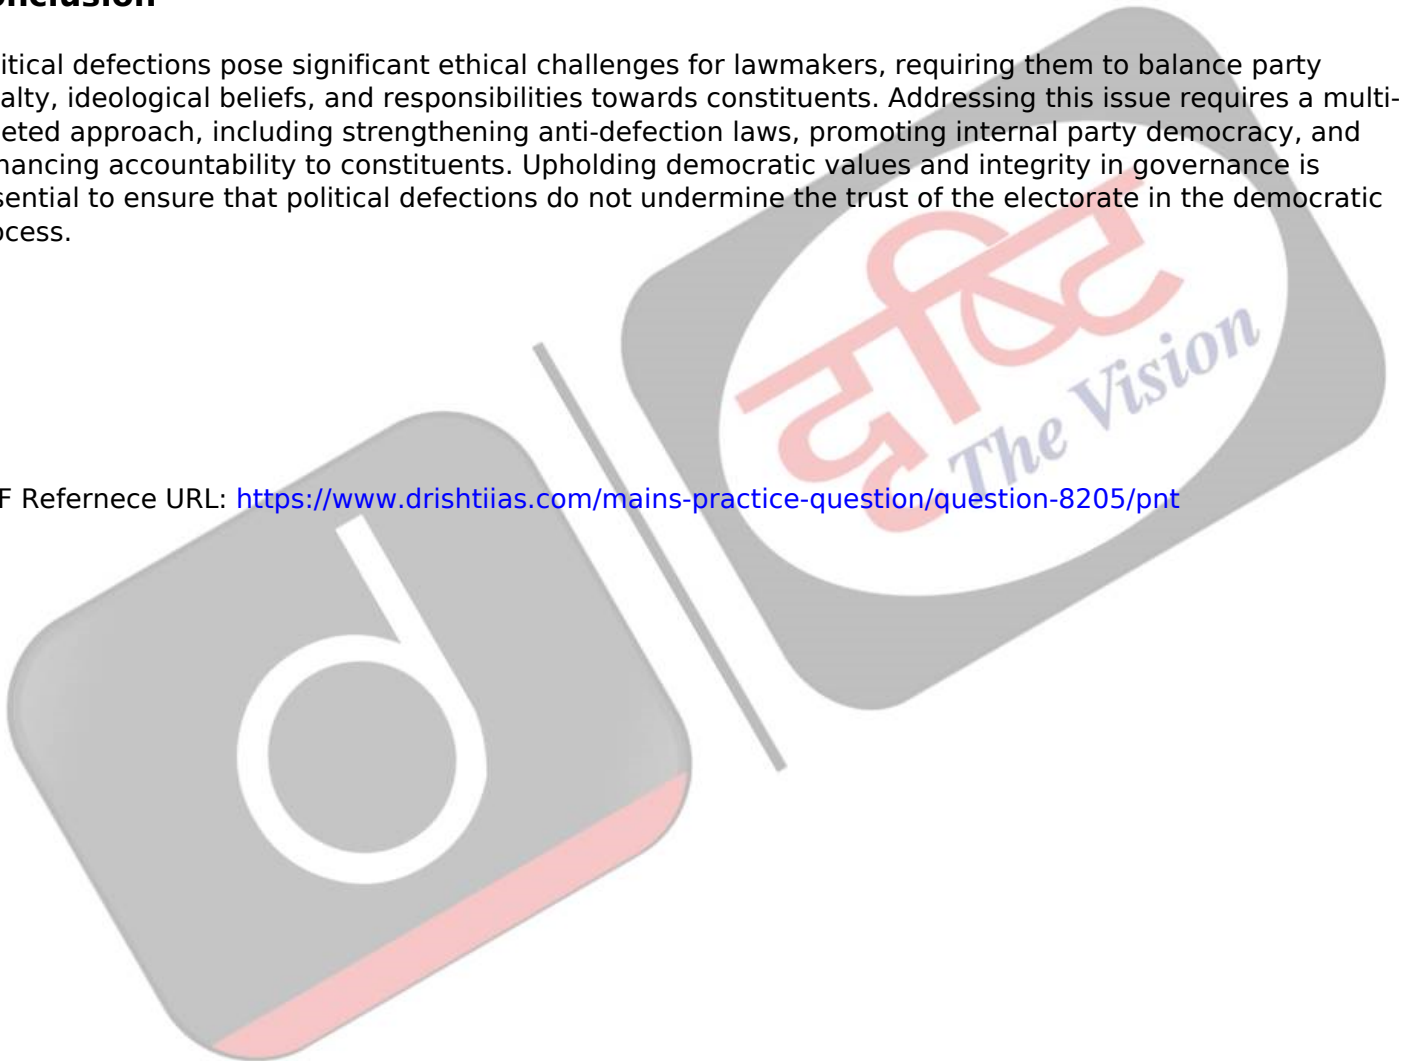 onclusion
itical defections pose significant ethical challenges for lawmakers, requiring them to balance party
alty, ideological beliefs, and responsibilities towards constituents. Addressing this issue requires a multi-
eted approach, including strengthening anti-defection laws, promoting internal party democracy, and
hancing accountability to constituents. Upholding democratic values and integrity in governance is
sential to ensure that political defections do not undermine the trust of the electorate in the democratic
ocess.
दृष्टि
The Vision
F Refernece URL: https://www.drishtiias.com/mains-practice-question/question-8205/pnt
d